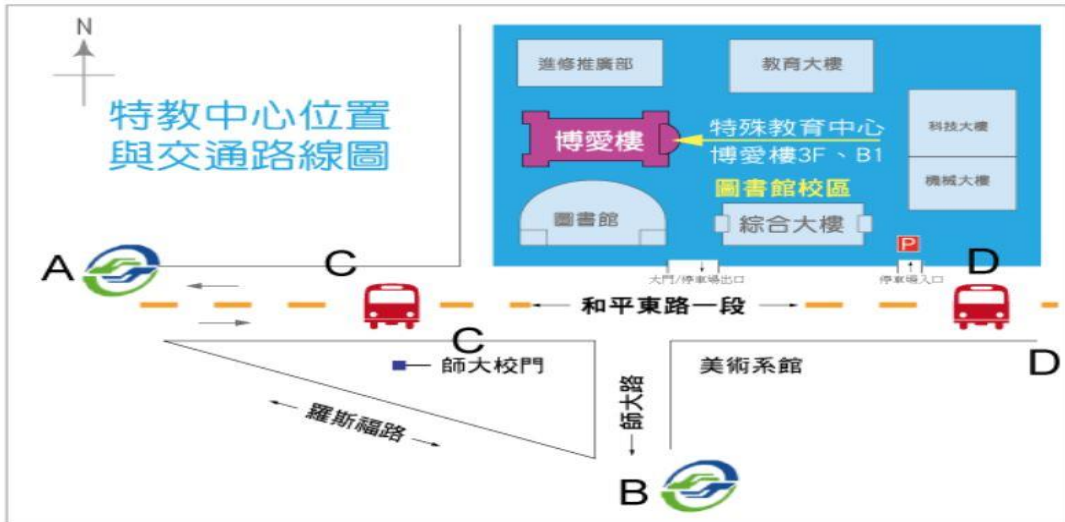 N
特教中心位置
與交通路線圖
進修推廣部
教育大樓
博愛樓
特殊教育中心
博愛樓3F、B1
科技大樓
機械大樓
圖書館校區
圖書館
綜合大樓
P
A
C
大門/停車場出口
停車場入口
D
和平東路一段
C
師大校門
美術系館
D
羅斯福路
師大路
B